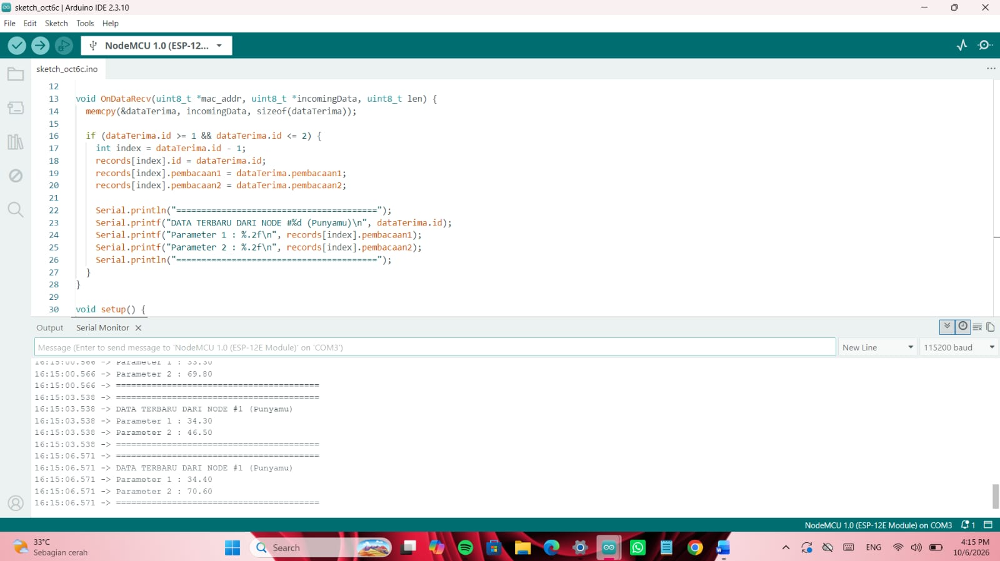 sketch_oct6c | Arduino IDE 2.3.10
File Edit Sketch Tools Help
NodeMCU 1.0 (ESP-12...
sketch_oct6c.ino
12
13 void OnDataRecv(uint8_t *mac_addr, uint8_t *incomingData, uint8_t len) {
14 memcpy(&dataTerima, incomingData, sizeof(dataTerima));
15
16 if (dataTerima.id >= 1 && dataTerima.id <= 2) {
17 int index = dataTerima.id - 1;
18 records[index].id = dataTerima.id;
19 records[index].pembacaan1 = dataTerima.pembacaan1;
20 records[index].pembacaan2 = dataTerima.pembacaan2;
21
22 Serial.println("========================================");
23 Serial.printf("DATA TERBARU DARI NODE #%d (Punyamu)\n", dataTerima.id);
24 Serial.printf("Parameter 1 : %.2f\n", records[index].pembacaan1);
25 Serial.printf("Parameter 2 : %.2f\n", records[index].pembacaan2);
26 Serial.println("========================================");
27 }
28 }
29
30 void setup() {
Output Serial Monitor
Message (Enter to send message to 'NodeMCU 1.0 (ESP-12E Module)' on 'COM3')
New Line 115200 baud
16:15:00.566 -> Parameter 1 : 33.30
16:15:00.566 -> Parameter 2 : 69.80
16:15:00.566 -> ========================================
16:15:03.538 -> ========================================
16:15:03.538 -> DATA TERBARU DARI NODE #1 (Punyamu)
16:15:03.538 -> Parameter 1 : 34.30
16:15:03.538 -> Parameter 2 : 46.50
16:15:03.538 -> ========================================
16:15:06.571 -> ========================================
16:15:06.571 -> DATA TERBARU DARI NODE #1 (Punyamu)
16:15:06.571 -> Parameter 1 : 34.40
16:15:06.571 -> Parameter 2 : 70.60
16:15:06.571 -> ========================================
NodeMCU 1.0 (ESP-12E Module) on COM3 1
33°C
Sebagian cerah
Search
ENG
4:15 PM
10/6/2026